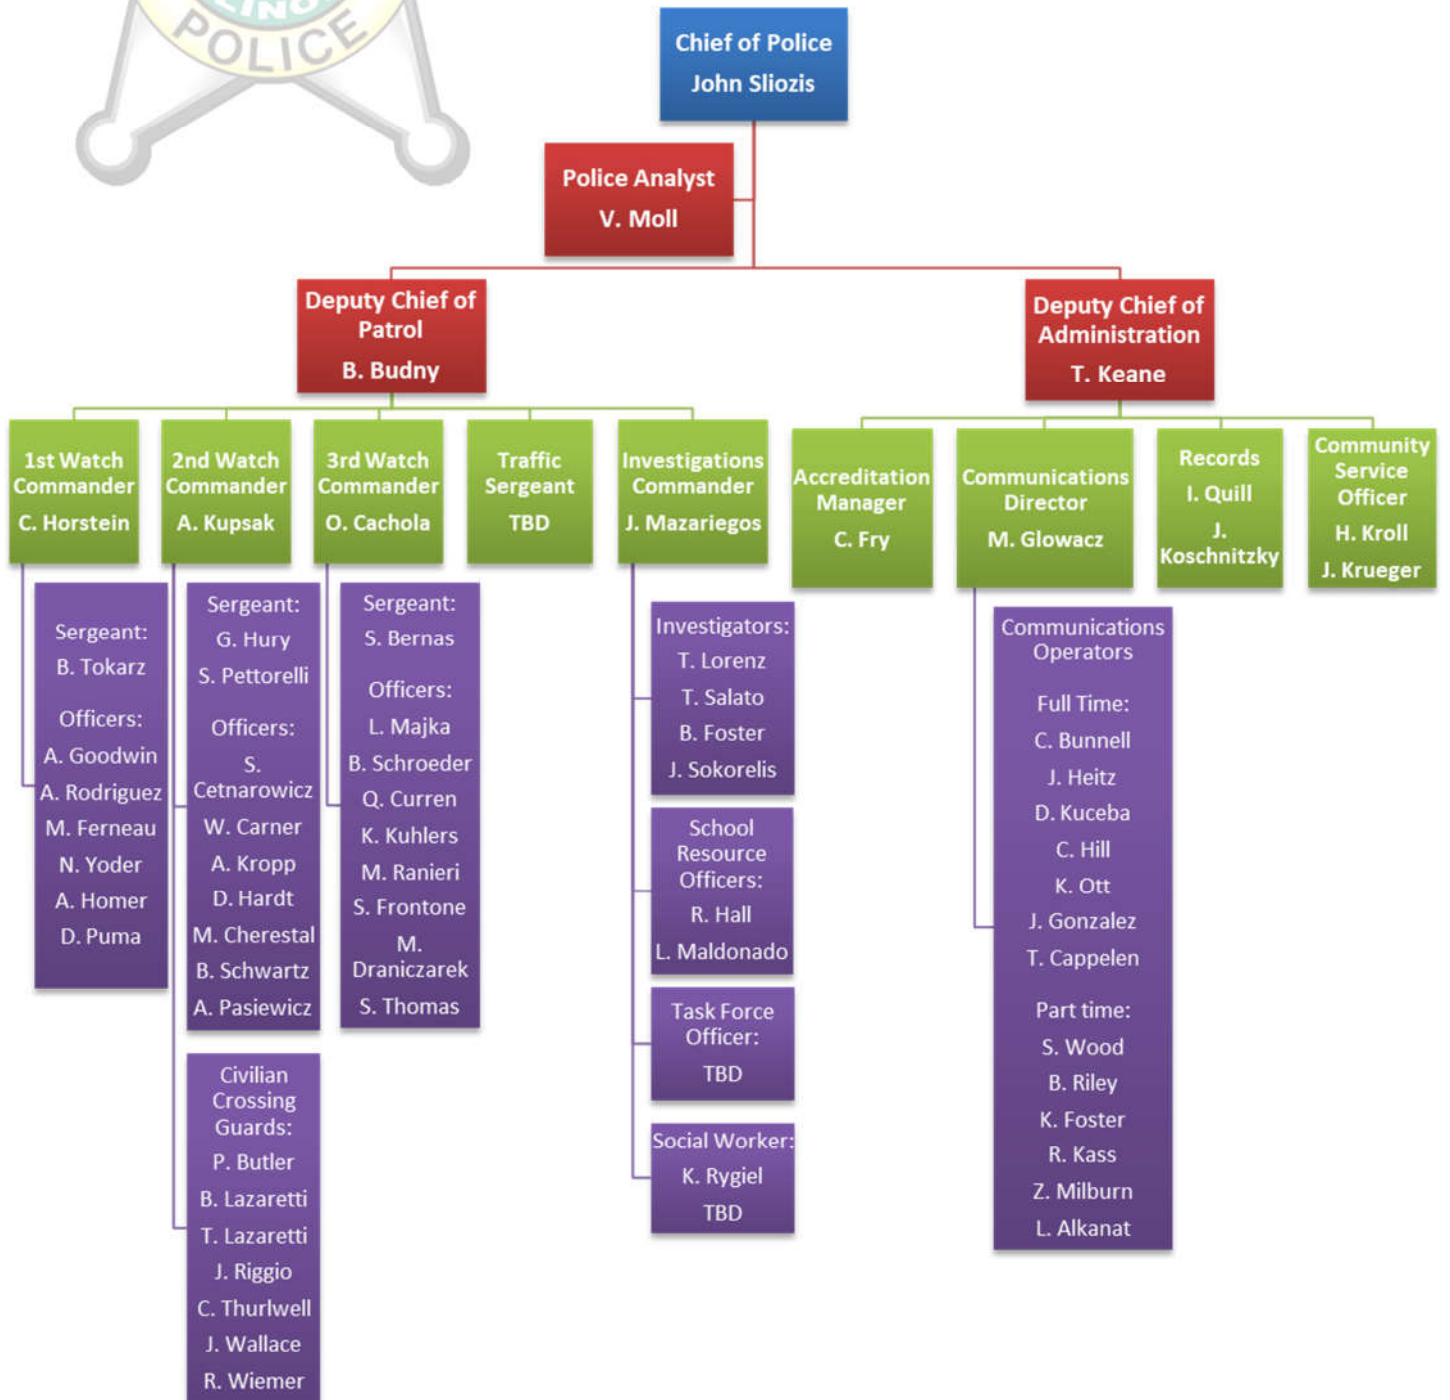 LINO
POLICE
Chief of Police
John Sliozis
Police Analyst
V. Moll
Deputy Chief of
Patrol
B. Budny
Deputy Chief of
Administration
T. Keane
1st Watch
Commander
C. Horstein
2nd Watch
Commander
A. Kupsak
3rd Watch
Commander
O. Cachola
Traffic
Sergeant
TBD
Investigations
Commander
J. Mazariegos
Accreditation
Manager
C. Fry
Communications
Director
M. Glowacz
Records
I. Quill
J.
Koschnitzky
Community
Service
Officer
H. Kroll
J. Krueger
Sergeant:
B. Tokarz
Officers:
A. Goodwin
A. Rodriguez
M. Ferneau
N. Yoder
A. Homer
D. Puma
Sergeant:
G. Hury
S. Pettorelli
Officers:
S.
Cetnarowicz
W. Carner
A. Kropp
D. Hardt
M. Cherestal
B. Schwartz
A. Pasiewicz
Civilian
Crossing
Guards:
P. Butler
B. Lazaretti
T. Lazaretti
J. Riggio
C. Thurlwell
J. Wallace
R. Wiemer
Sergeant:
S. Bernas
Officers:
L. Majka
B. Schroeder
Q. Curren
K. Kuhlers
M. Ranieri
S. Frontone
M.
Draniczarek
S. Thomas
Investigators:
T. Lorenz
T. Salato
B. Foster
J. Sokorelis
School
Resource
Officers:
R. Hall
L. Maldonado
Task Force
Officer:
TBD
Social Worker:
K. Rygiel
TBD
Communications
Operators
Full Time:
C. Bunnell
J. Heitz
D. Kuceba
C. Hill
K. Ott
J. Gonzalez
T. Cappelen
Part time:
S. Wood
B. Riley
K. Foster
R. Kass
Z. Milburn
L. Alkanat